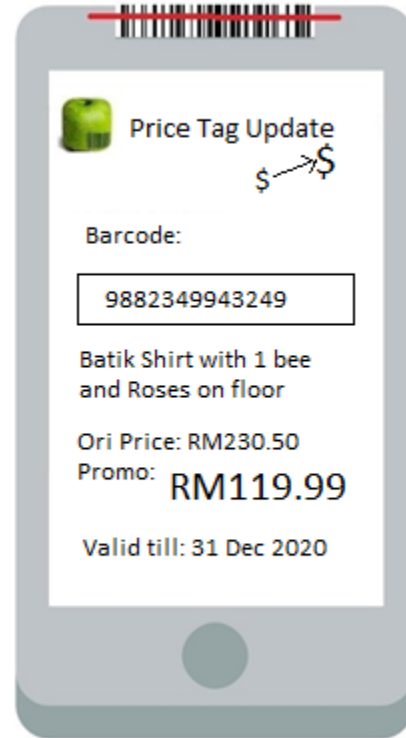 Price Tag Update
$ $
Barcode:
9882349943249
Batik Shirt with 1 bee
and Roses on floor
Ori Price: RM230.50
Promo: RM119.99
Valid till: 31 Dec 2020